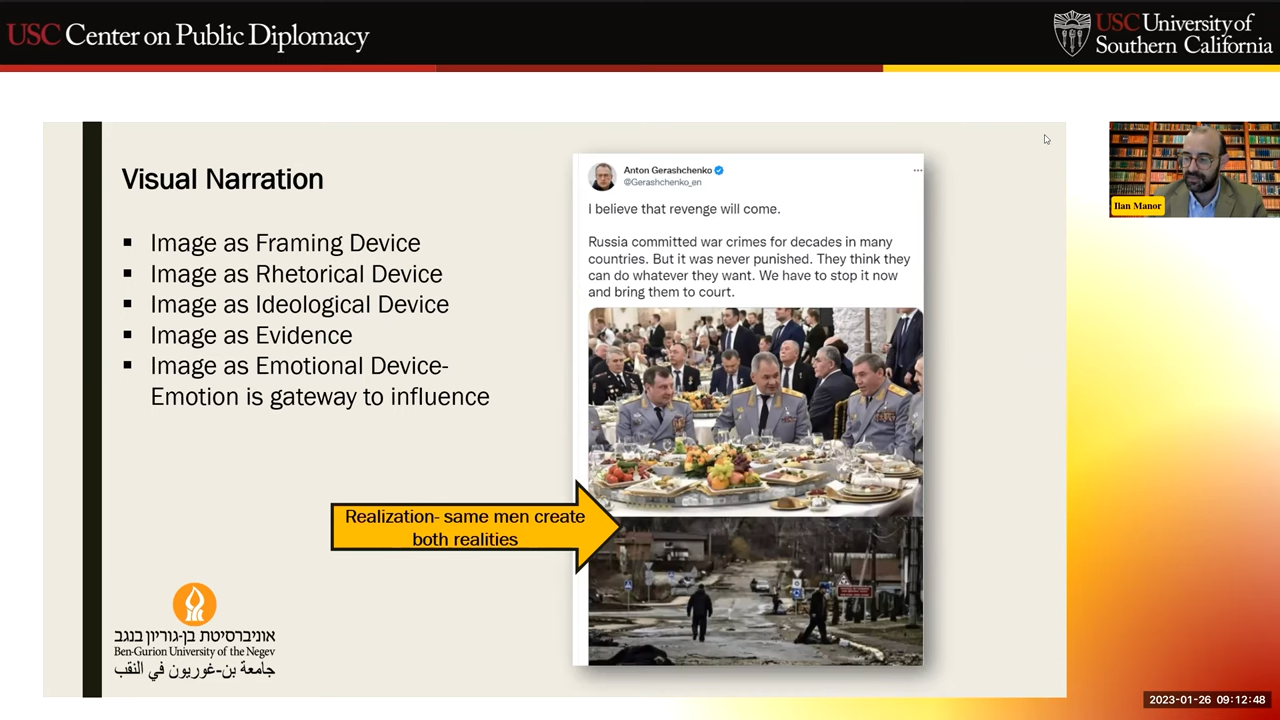 USC Center on Public Diplomacy
USC University of
Southern California
Visual Narration
▪ Image as Framing Device
▪ Image as Rhetorical Device
▪ Image as Ideological Device
▪ Image as Evidence
▪ Image as Emotional Device-
Emotion is gateway to influence
Anton Gerashchenko
@Gerashchenko_en
I believe that revenge will come.
Russia committed war crimes for decades in many
countries. But it was never punished. They think they
can do whatever they want. We have to stop it now
and bring them to court.
Realization- same men create
both realities
אוניברסיטת בן-גוריון בנגב
Ben-Gurion University of the Negev
جامعة بن-غوريون في النقب
Ilan Manor
2023-01-26 09:12:48